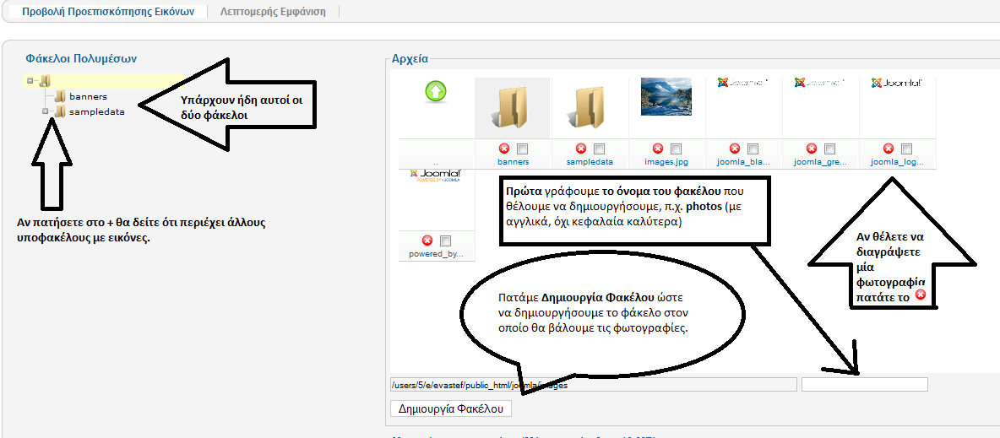 Προβολή Προεπισκόπησης Εικόνων
Λεπτομερής Εμφάνιση
Φάκελοι Πολυμέσων
banners
sampledata
Υπάρχουν ήδη αυτοί οι
δύο φάκελοι
Αν πατήσετε στο + θα δείτε ότι περιέχει άλλους
υποφακέλους με εικόνες.
Αρχεία
Joomla!
Joomla!
Joomla!
..
banners
sampledata
images.jpg
joomla_bla...
joomla_gre...
joomla_log...
Joomla!
POWERED BY JOOMLA
powered_by...
Πρώτα γράφουμε το όνομα του φακέλου που
θέλουμε να δημιουργήσουμε, π.χ. photos (με
αγγλικά, όχι κεφαλαία καλύτερα)
Αν θέλετε να
διαγράψετε
μία
φωτογραφία
πατάτε το
Πατάμε Δημιουργία Φακέλου ώστε
να δημιουργήσουμε το φάκελο στον
οποίο θα βάλουμε τις φωτογραφίες.
/users/5/e/evastef/public_html/joomla/images
Δημιουργία Φακέλου